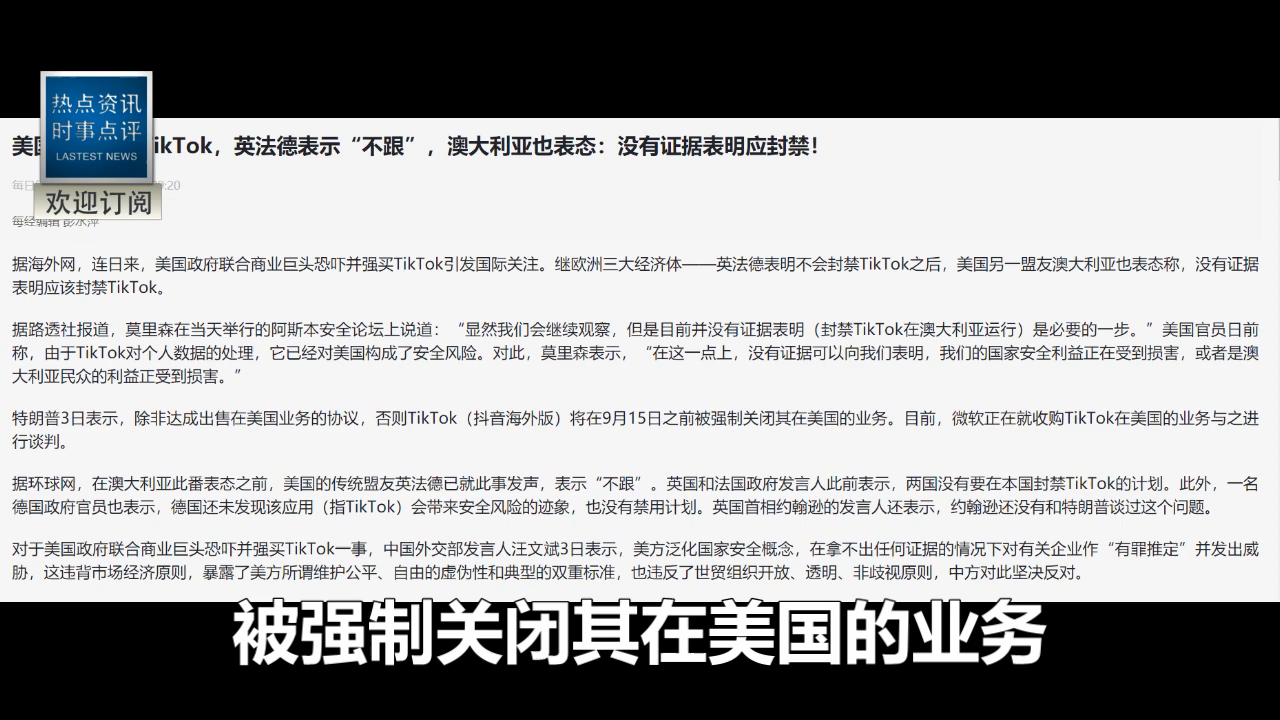 热点资讯
时事点评
LASTEST NEWS
欢迎订阅
美 ikTok，英法德表示“不跟”，澳大利亚也表态：没有证据表明应封禁！
每日 :20
每经编辑 彭水萍
据海外网，连日来，美国政府联合商业巨头恐吓并强买TikTok引发国际关注。继欧洲三大经济体——英法德表明不会封禁TikTok之后，美国另一盟友澳大利亚也表态称，没有证据
表明应该封禁TikTok。
据路透社报道，莫里森在当天举行的阿斯本安全论坛上说道：“显然我们会继续观察，但是目前并没有证据表明（封禁TikTok在澳大利亚运行）是必要的一步。”美国官员日前
称，由于TikTok对个人数据的处理，它已经对美国构成了安全风险。对此，莫里森表示，“在这一点上，没有证据可以向我们表明，我们的国家安全利益正在受到损害，或者是澳
大利亚民众的利益正受到损害。”
特朗普3日表示，除非达成出售在美国业务的协议，否则TikTok（抖音海外版）将在9月15日之前被强制关闭其在美国的业务。目前，微软正在就收购TikTok在美国的业务与之进
行谈判。
据环球网，在澳大利亚此番表态之前，美国的传统盟友英法德已就此事发声，表示“不跟”。英国和法国政府发言人此前表示，两国没有要在本国封禁TikTok的计划。此外，一名
德国政府官员也表示，德国还未发现该应用（指TikTok）会带来安全风险的迹象，也没有禁用计划。英国首相约翰逊的发言人还表示，约翰逊还没有和特朗普谈过这个问题。
对于美国政府联合商业巨头恐吓并强买TikTok一事，中国外交部发言人汪文斌3日表示，美方泛化国家安全概念，在拿不出任何证据的情况下对有关企业作“有罪推定”并发出威
胁，这违背市场经济原则，暴露了美方所谓维护公平、自由的虚伪性和典型的双重标准，也违反了世贸组织开放、透明、非歧视原则，中方对此坚决反对。
被强制关闭其在美国的业务